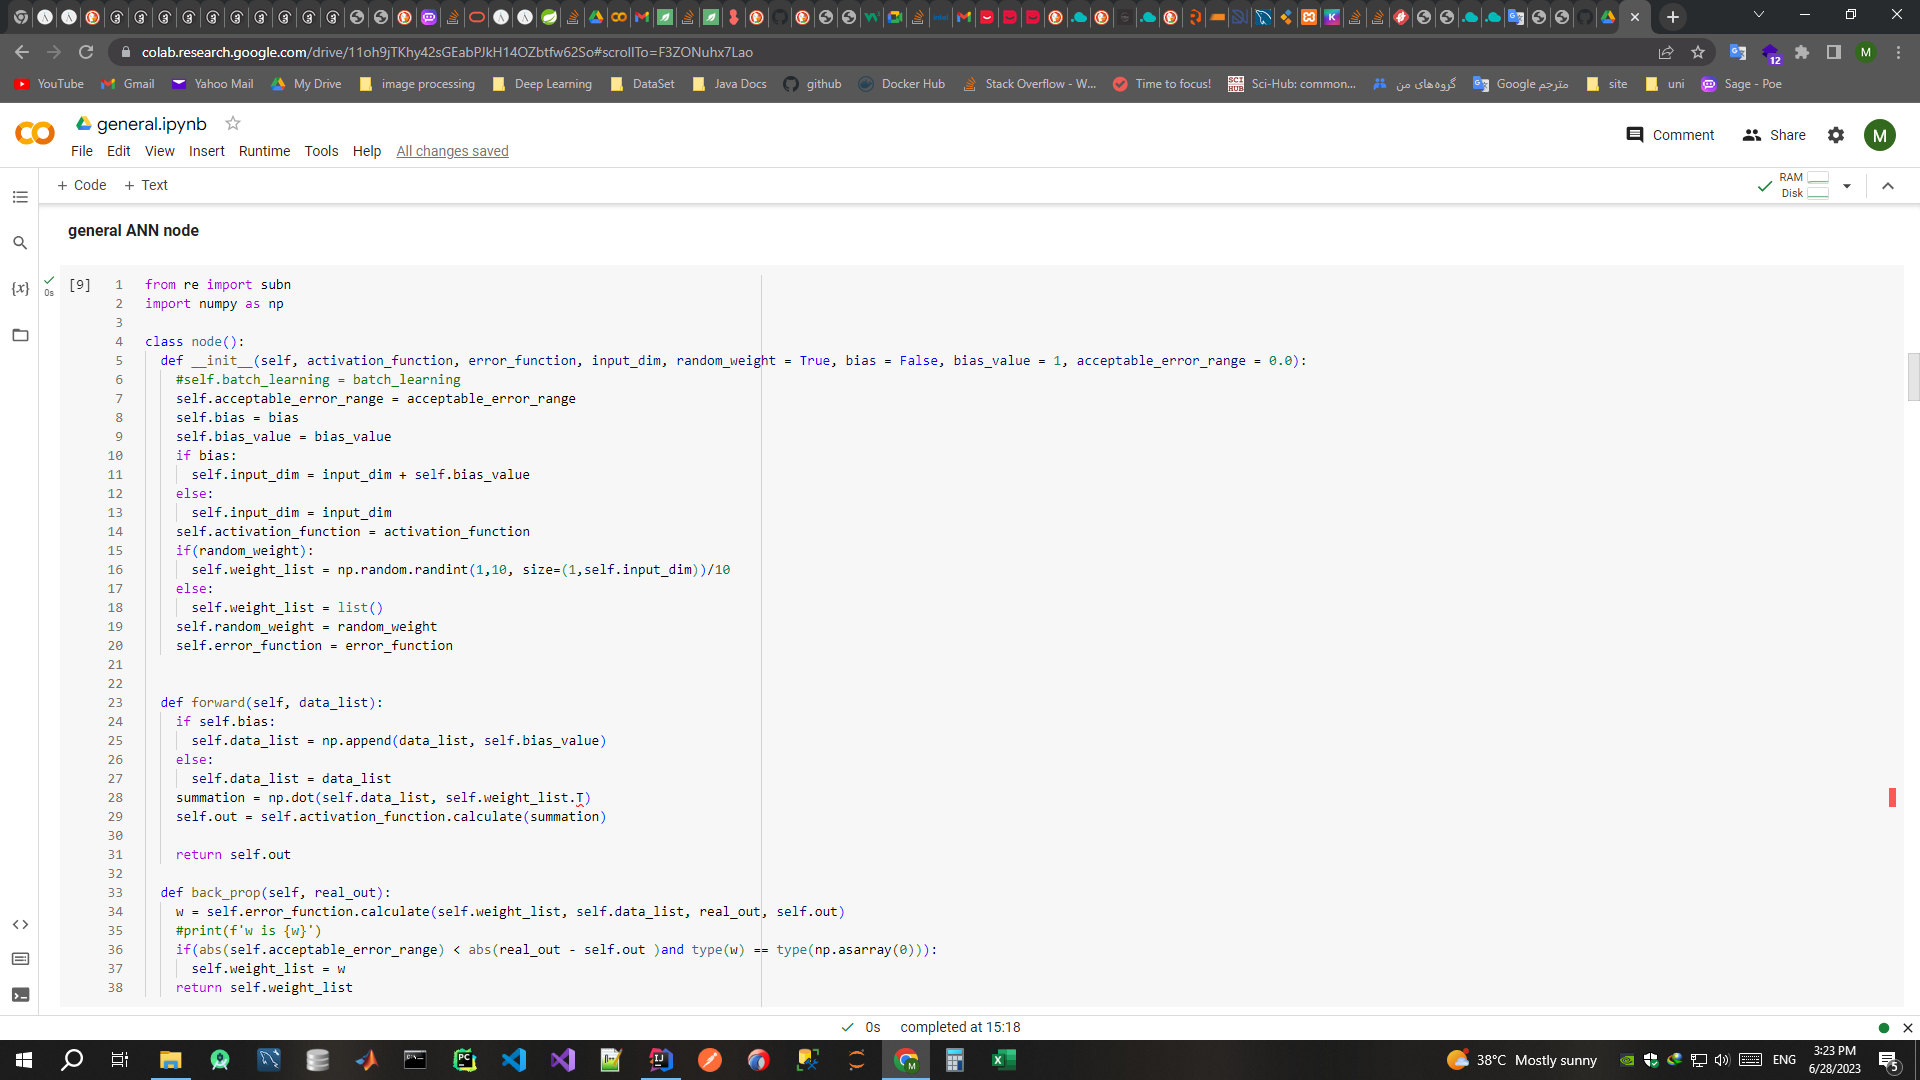 colab.research.google.com/drive/11oh9jTKhy42sGEabPJkH14OZbtfw62So#scrollTo=F3ZONuhx7Lao
12
M
YouTube Gmail Yahoo Mail My Drive image processing Deep Learning DataSet Java Docs github Docker Hub Stack Overflow - W... Time to focus! Sci-Hub: common... گروه‌های من Google مترجم site uni Sage - Poe
general.ipynb
Comment Share M
File Edit View Insert Runtime Tools Help All changes saved
+ Code + Text
RAM
Disk
general ANN node
[9]
0s
1 from re import subn
2 import numpy as np
3
4 class node():
5 def __init__(self, activation_function, error_function, input_dim, random_weight = True, bias = False, bias_value = 1, acceptable_error_range = 0.0):
6 #self.batch_learning = batch_learning
7 self.acceptable_error_range = acceptable_error_range
8 self.bias = bias
9 self.bias_value = bias_value
10 if bias:
11 self.input_dim = input_dim + self.bias_value
12 else:
13 self.input_dim = input_dim
14 self.activation_function = activation_function
15 if(random_weight):
16 self.weight_list = np.random.randint(1,10, size=(1,self.input_dim))/10
17 else:
18 self.weight_list = list()
19 self.random_weight = random_weight
20 self.error_function = error_function
21
22
23 def forward(self, data_list):
24 if self.bias:
25 self.data_list = np.append(data_list, self.bias_value)
26 else:
27 self.data_list = data_list
28 summation = np.dot(self.data_list, self.weight_list.T)
29 self.out = self.activation_function.calculate(summation)
30
31 return self.out
32
33 def back_prop(self, real_out):
34 w = self.error_function.calculate(self.weight_list, self.data_list, real_out, self.out)
35 #print(f'w is {w}')
36 if(abs(self.acceptable_error_range) < abs(real_out - self.out )and type(w) == type(np.asarray(0))):
37 self.weight_list = w
38 return self.weight_list
0s completed at 15:18
38°C Mostly sunny
ENG
3:23 PM
6/28/2023
5